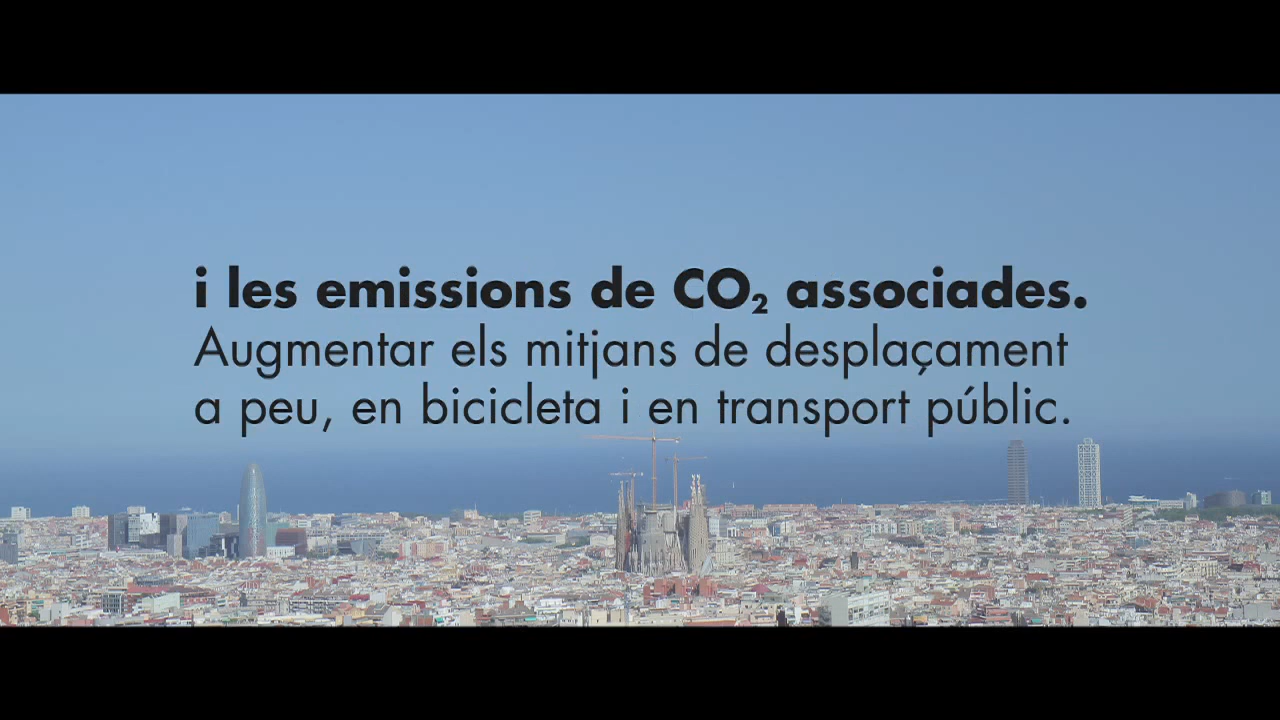 i les emissions de CO₂ associades.
Augmentar els mitjans de desplaçament
a peu, en bicicleta i en transport públic.